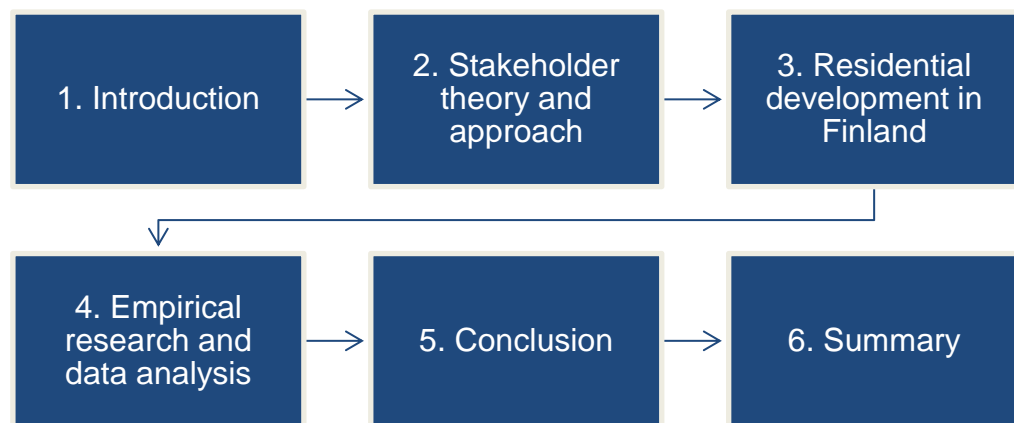 1. Introduction
2. Stakeholder
theory and
approach
3. Residential
development in
Finland
4. Empirical
research and
data analysis
5. Conclusion
6. Summary